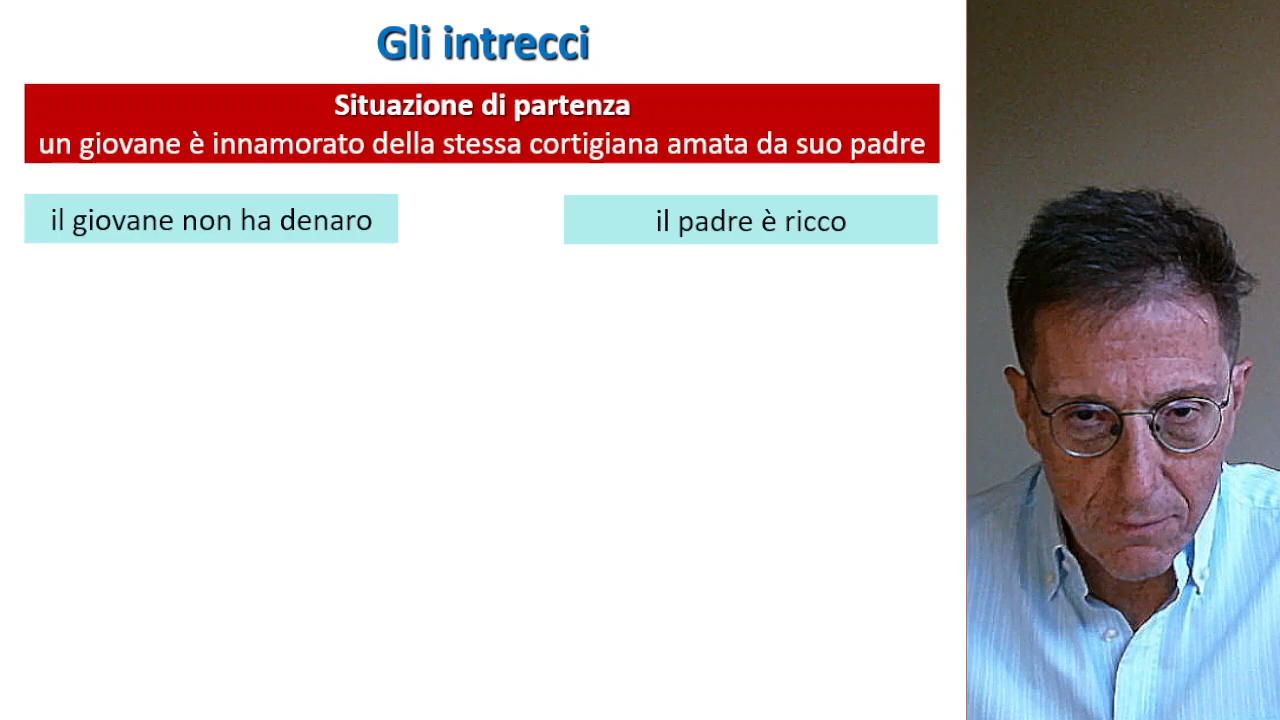 Gli intrecci
Situazione di partenza
un giovane è innamorato della stessa cortigiana amata da suo padre
il giovane non ha denaro
il padre è ricco